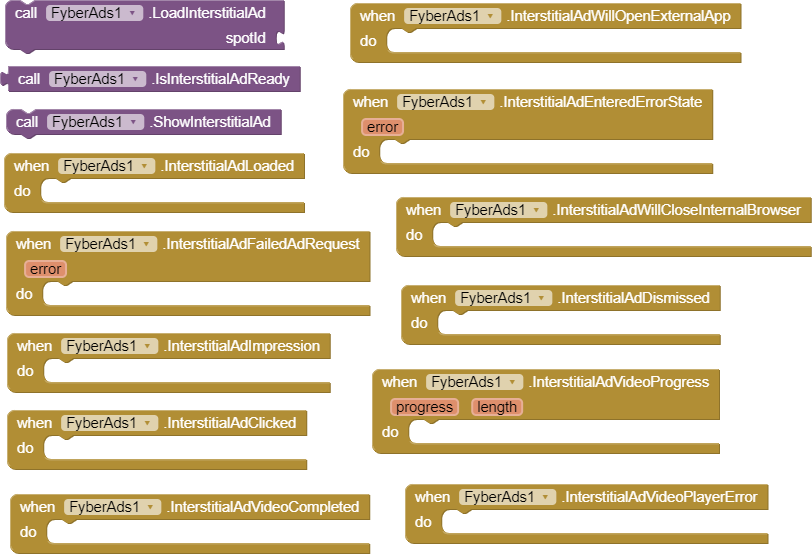 call FyberAds1 .LoadInterstitialAd
spotId
call FyberAds1 .IsInterstitialAdReady
call FyberAds1 .ShowInterstitialAd
when FyberAds1 .InterstitialAdLoaded
do
when FyberAds1 .InterstitialAdFailedAdRequest
error
do
when FyberAds1 .InterstitialAdImpression
do
when FyberAds1 .InterstitialAdClicked
do
when FyberAds1 .InterstitialAdVideoCompleted
do
when FyberAds1 .InterstitialAdWillOpenExternalApp
do
when FyberAds1 .InterstitialAdEnteredErrorState
error
do
when FyberAds1 .InterstitialAdWillCloseInternalBrowser
do
when FyberAds1 .InterstitialAdDismissed
do
when FyberAds1 .InterstitialAdVideoProgress
progress length
do
when FyberAds1 .InterstitialAdVideoPlayerError
do